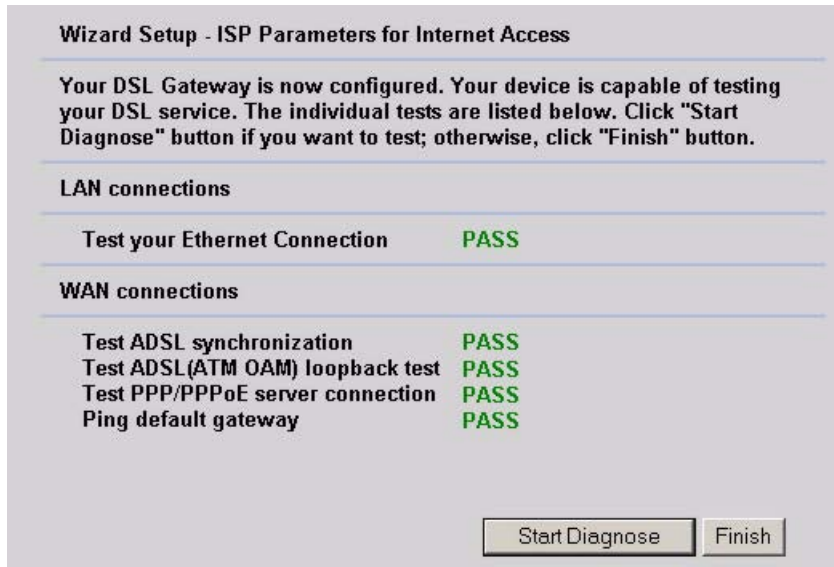 Wizard Setup - ISP Parameters for Internet Access
Your DSL Gateway is now configured. Your device is capable of testing
your DSL service. The individual tests are listed below. Click "Start
Diagnose" button if you want to test; otherwise, click "Finish" button.
LAN connections
Test your Ethernet Connection PASS
WAN connections
Test ADSL synchronization PASS
Test ADSL(ATM OAM) loopback test PASS
Test PPP/PPPoE server connection PASS
Ping default gateway PASS
Start Diagnose Finish